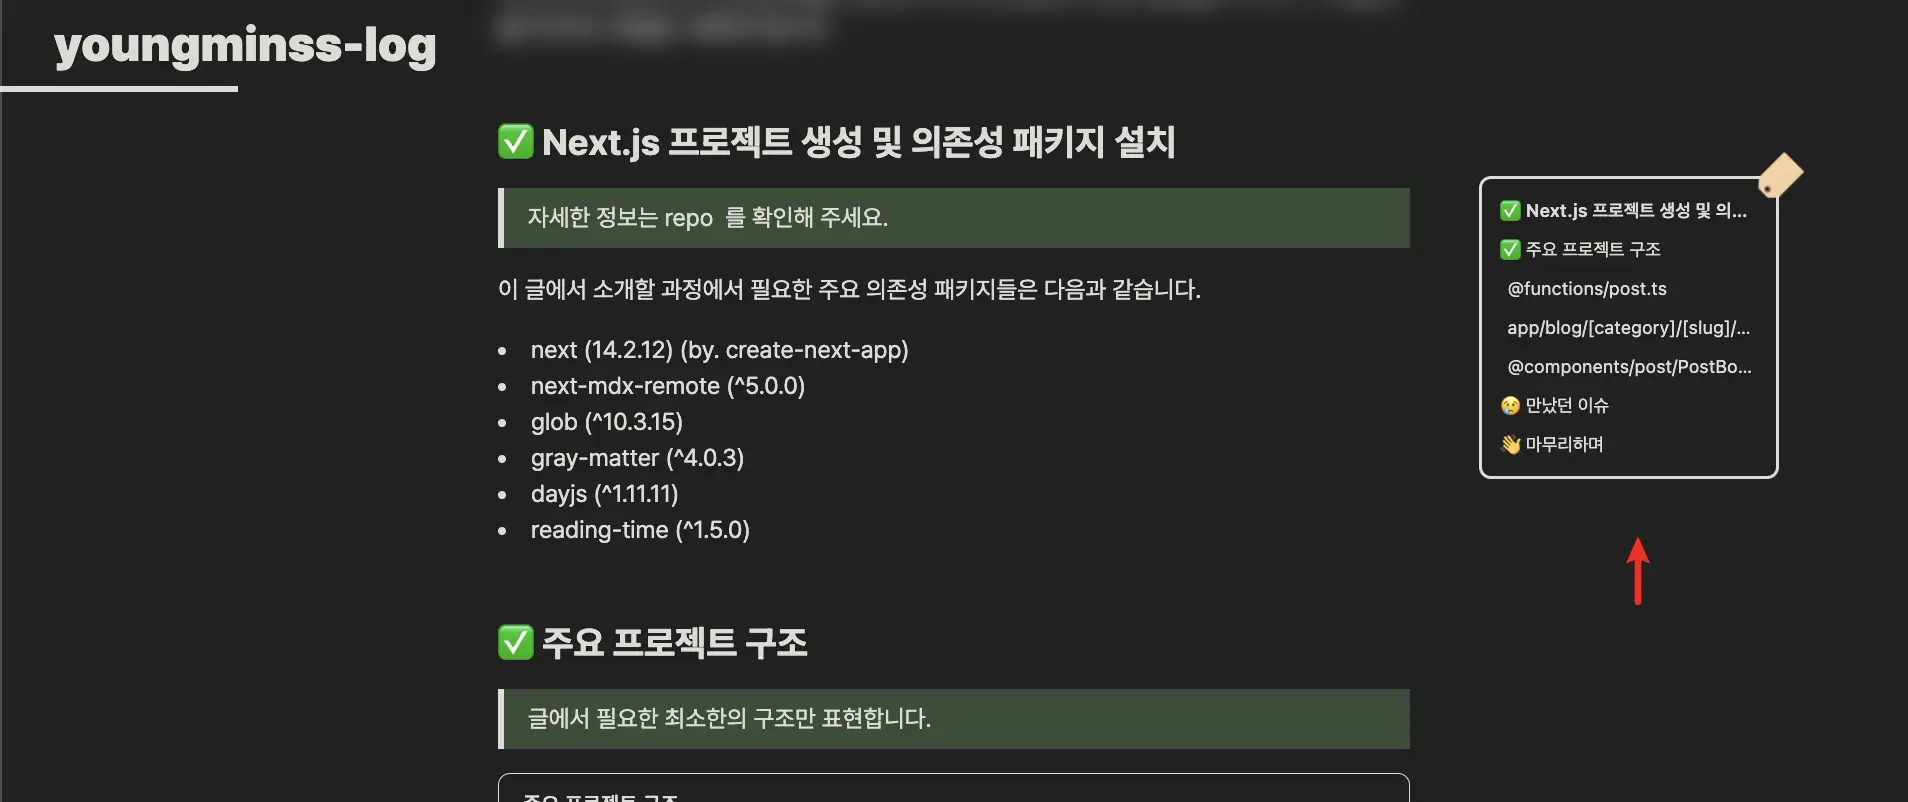 youngminss-log
✅ Next.js 프로젝트 생성 및 의존성 패키지 설치
자세한 정보는 repo 를 확인해 주세요.
이 글에서 소개할 과정에서 필요한 주요 의존성 패키지들은 다음과 같습니다.
• next (14.2.12) (by. create-next-app)
• next-mdx-remote (^5.0.0)
• glob (^10.3.15)
• gray-matter (^4.0.3)
• dayjs (^1.11.11)
• reading-time (^1.5.0)
✅ 주요 프로젝트 구조
글에서 필요한 최소한의 구조만 표현합니다.
주요 프로젝트 구조
✅ Next.js 프로젝트 생성 및 의...
✅ 주요 프로젝트 구조
@functions/post.ts
app/blog/[category]/[slug]/...
@components/post/PostBo...
😢 만났던 이슈
👋 마무리하며